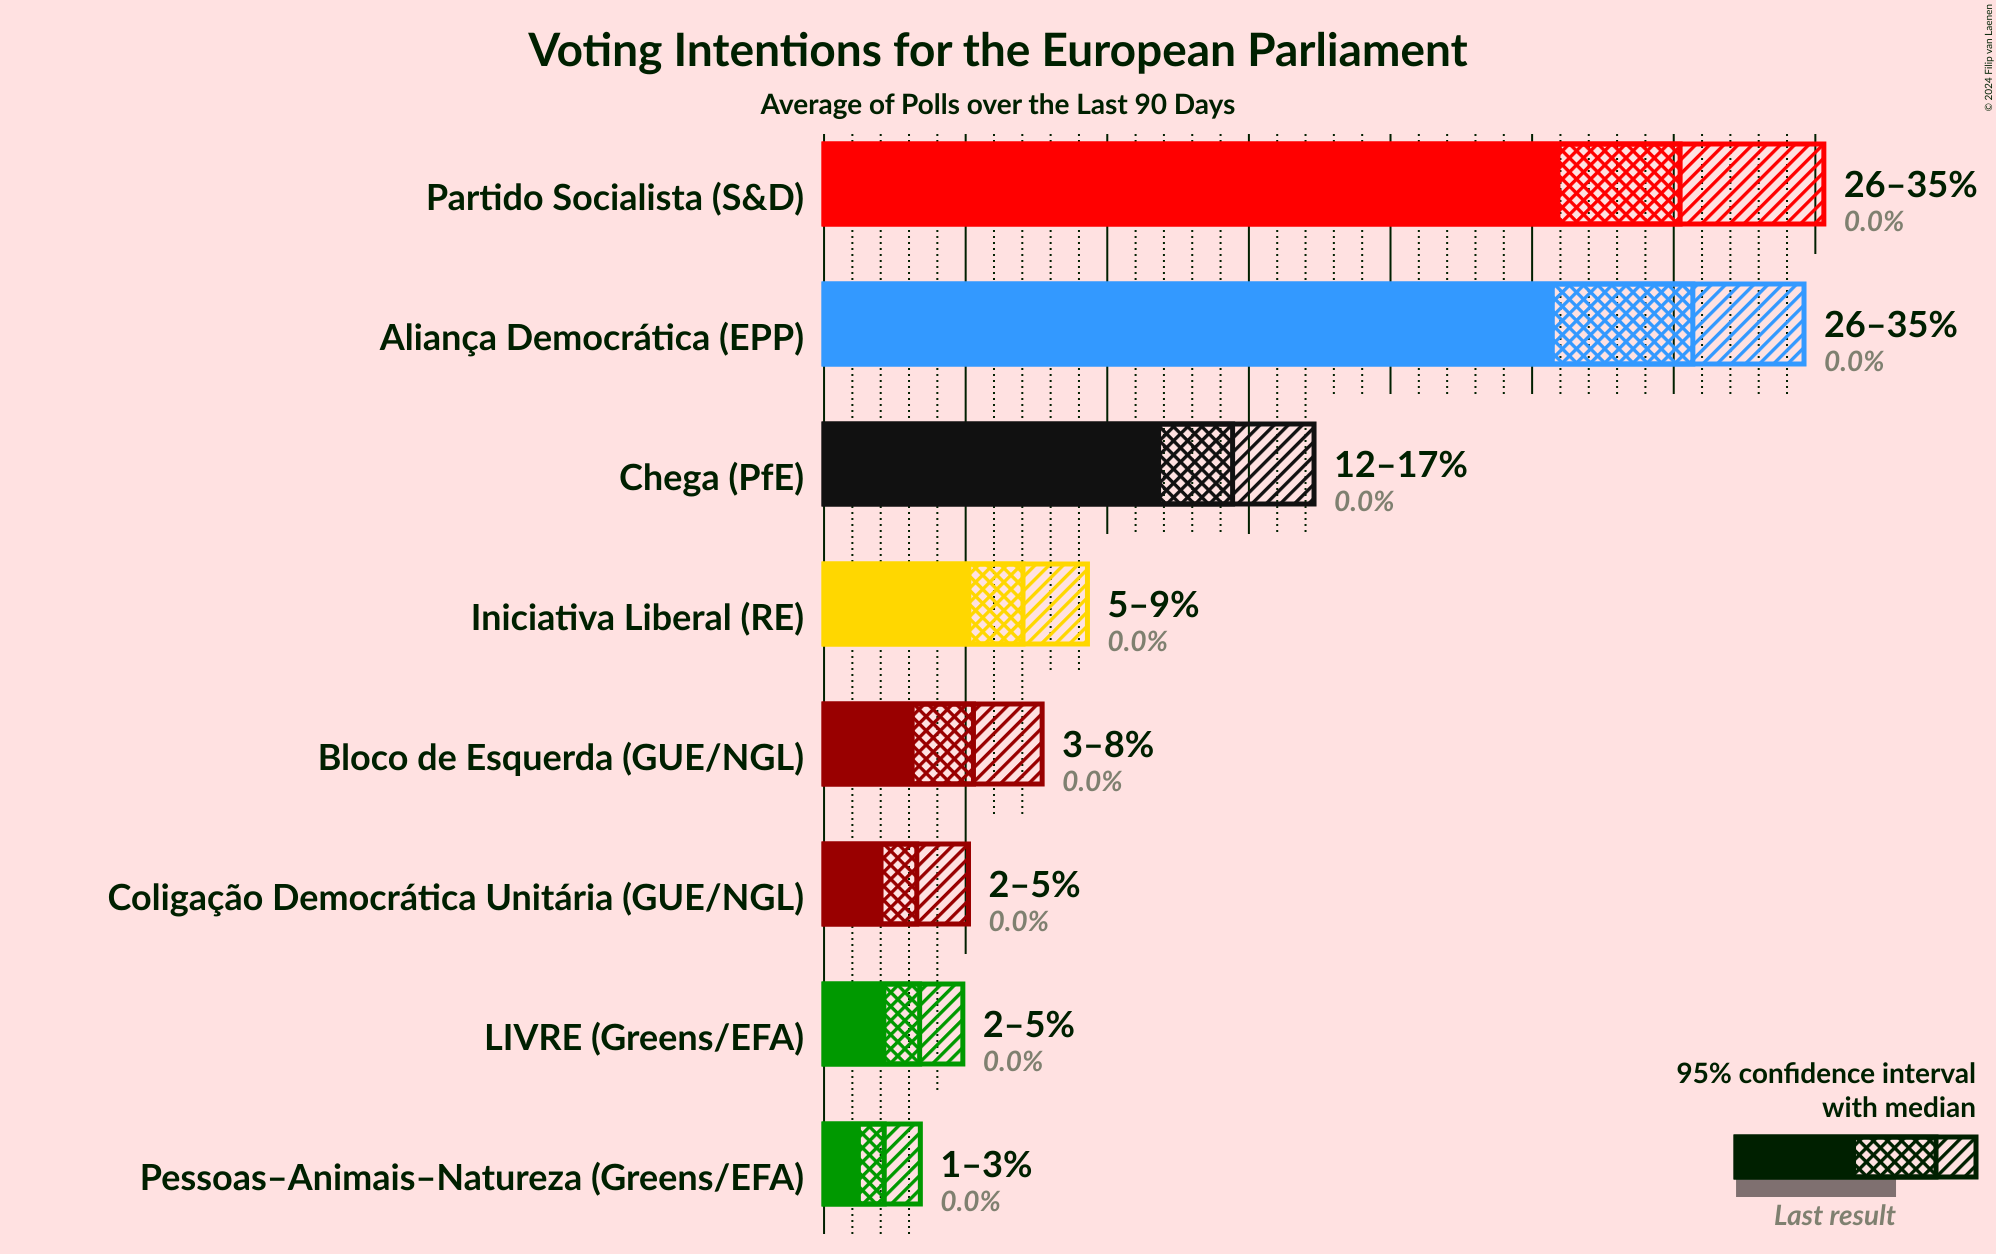 Voting Intentions for the European Parliament
Average of Polls over the Last 90 Days
© 2024 Filip van Laenen
Partido Socialista (S&D)
26–35%
0.0%
Aliança Democrática (EPP)
26–35%
0.0%
Chega (PfE)
12–17%
0.0%
Iniciativa Liberal (RE)
5–9%
0.0%
Bloco de Esquerda (GUE/NGL)
3–8%
0.0%
Coligação Democrática Unitária (GUE/NGL)
2–5%
0.0%
LIVRE (Greens/EFA)
2–5%
0.0%
Pessoas–Animais–Natureza (Greens/EFA)
1–3%
0.0%
95% confidence interval
with median
Last result